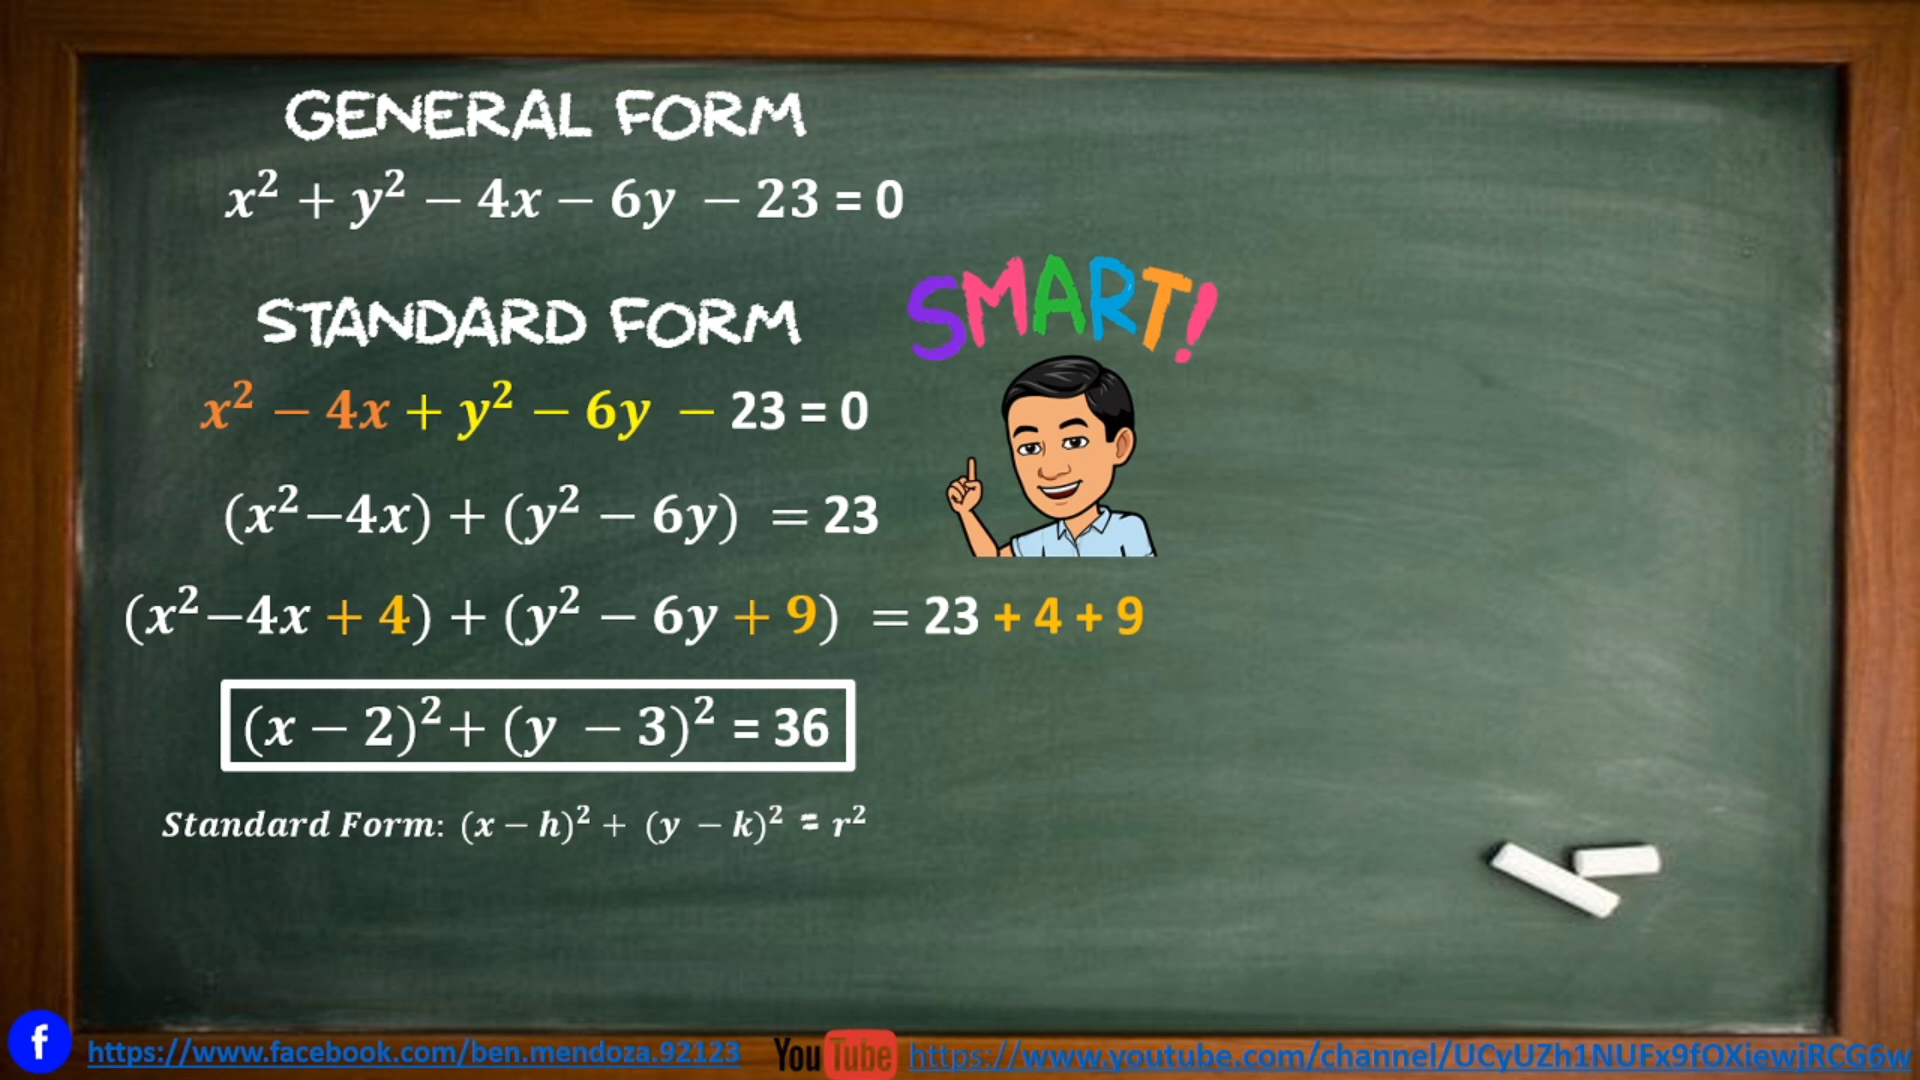 GENERAL FORM
x² + y² − 4x − 6y − 23 = 0
SMART!
STANDARD FORM
x² − 4x + y² − 6y − 23 = 0
(x²−4x) + (y² − 6y) = 23
(x²−4x + 4) + (y² − 6y + 9) = 23 + 4 + 9
(x − 2)²+ (y − 3)² = 36
Standard Form: (x − h)² + (y − k)² = r²
f https://www.facebook.com/ben.mendoza.92123 YouTube https://www.youtube.com/channel/UCyUZh1NUFx9fOXiewjRCG6w